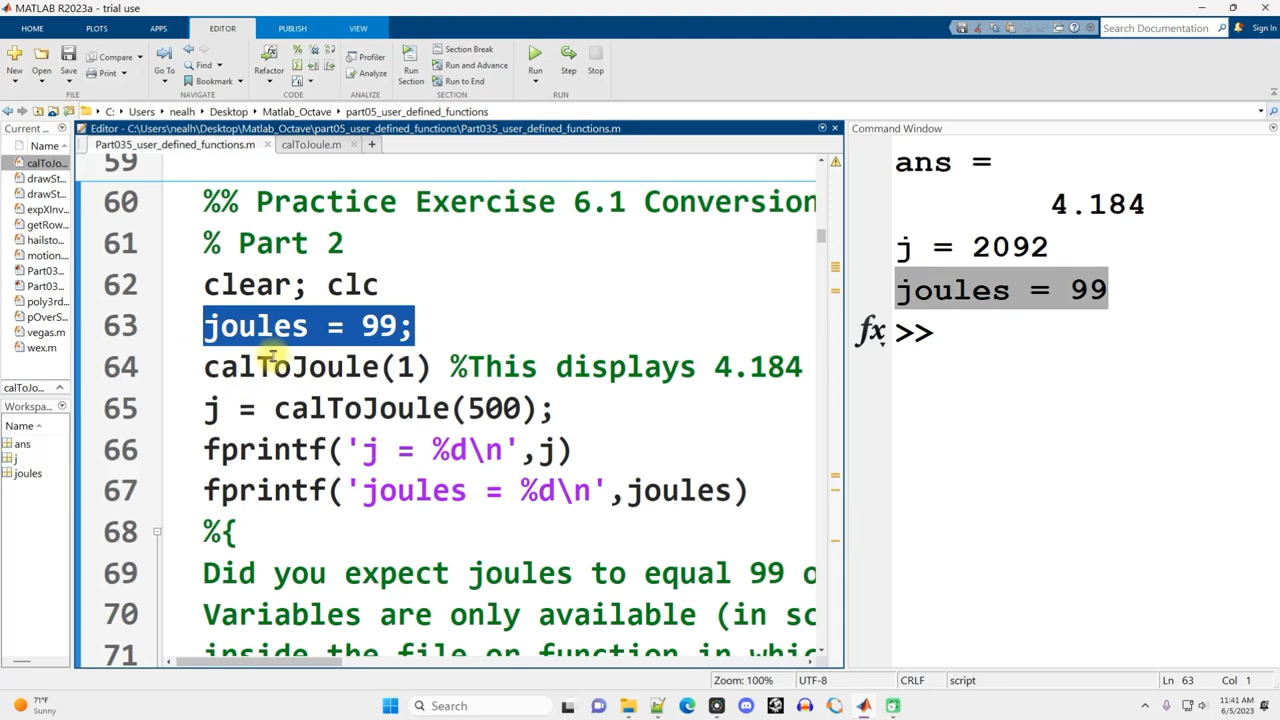 MATLAB R2023a - trial use
HOME PLOTS APPS EDITOR PUBLISH VIEW Search Documentation Sign In
New Open Save Compare Print Go To Find Bookmark Refactor Profiler Analyze Run Section Section Break Run and Advance Run to End Run Step Stop
FILE NAVIGATE CODE ANALYZE SECTION RUN
C: Users nealh Desktop Matlab_Octave part05_user_defined_functions
Current ... Editor - C:\Users\nealh\Desktop\Matlab_Octave\part05_user_defined_functions\Part035_user_defined_functions.m Command Window
Name Part035_user_defined_functions.m calToJoule.m +
calToJo...
drawSt...
drawSt...
expXInv...
getRow...
hailsto...
motion...
Part03...
Part03...
poly3rd...
pOverS...
vegas.m
wex.m
calToJo...
Workspa...
Name
ans
j
joules
59
60 %% Practice Exercise 6.1 Conversion
61 % Part 2
62 clear; clc
63 joules = 99;
64 calToJoule(1) %This displays 4.184
65 j = calToJoule(500);
66 fprintf('j = %d\n',j)
67 fprintf('joules = %d\n',joules)
68 %{
69 Did you expect joules to equal 99 o
70 Variables are only available (in sc
71 inside the file or function in whic
ans =
4.184
j = 2092
joules = 99
fx >>
Zoom: 100% UTF-8 CRLF script Ln 63 Col 1
71°F
Sunny
Search
11:41 AM
6/5/2023